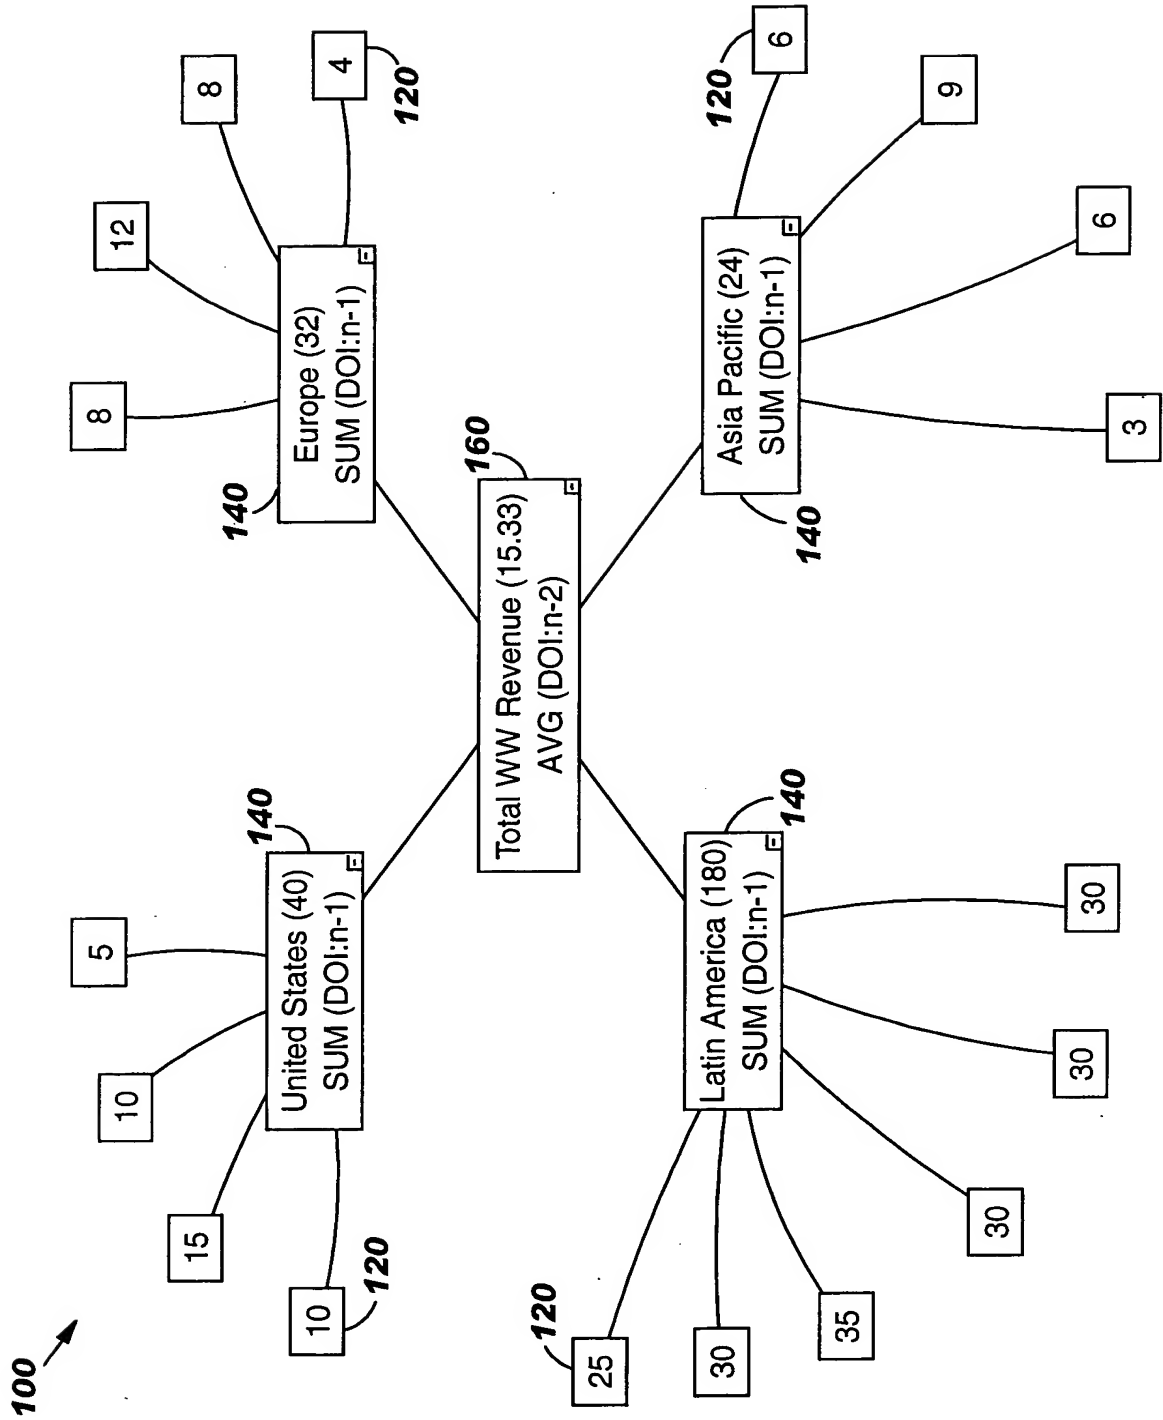 100
5
10
15
10
120
140
United States (40)
SUM (DOI:n-1)
8
12
8
4
120
140
Europe (32)
SUM (DOI:n-1)
160
Total WW Revenue (15.33)
AVG (DOI:n-2)
120
25
30
35
30
30
30
Latin America (180)
SUM (DOI:n-1)
140
120
6
Asia Pacific (24)
SUM (DOI:n-1)
140
9
6
3